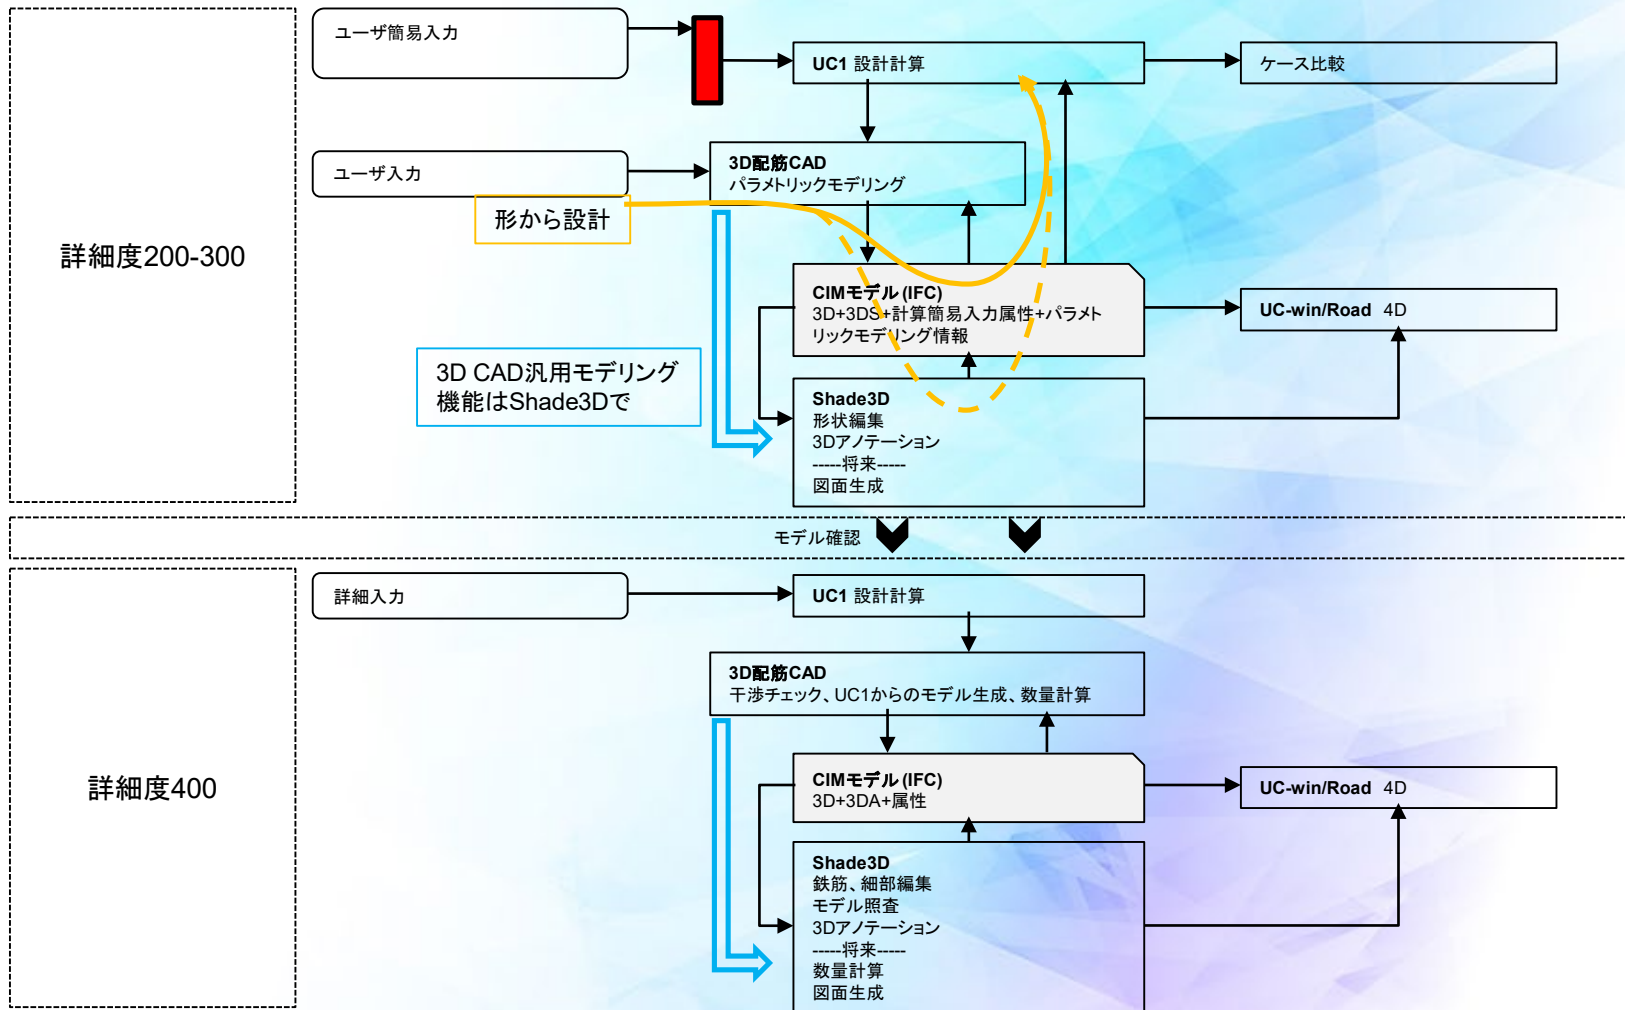 詳細度200-300
ユーザ簡易入力
UC1 設計計算
ケース比較
ユーザ入力
3D配筋CAD
パラメトリックモデリング
形から設計
CIMモデル(IFC)
3D+3DS+計算簡易入力属性+パラメト
リックモデリング情報
UC-win/Road 4D
3D CAD汎用モデリング
機能はShade3Dで
Shade3D
形状編集
3Dアノテーション
-----将来-----
図面生成
モデル確認
詳細度400
詳細入力
UC1 設計計算
3D配筋CAD
干渉チェック、UC1からのモデル生成、数量計算
CIMモデル(IFC)
3D+3DA+属性
UC-win/Road 4D
Shade3D
鉄筋、細部編集
モデル照査
3Dアノテーション
-----将来-----
数量計算
図面生成